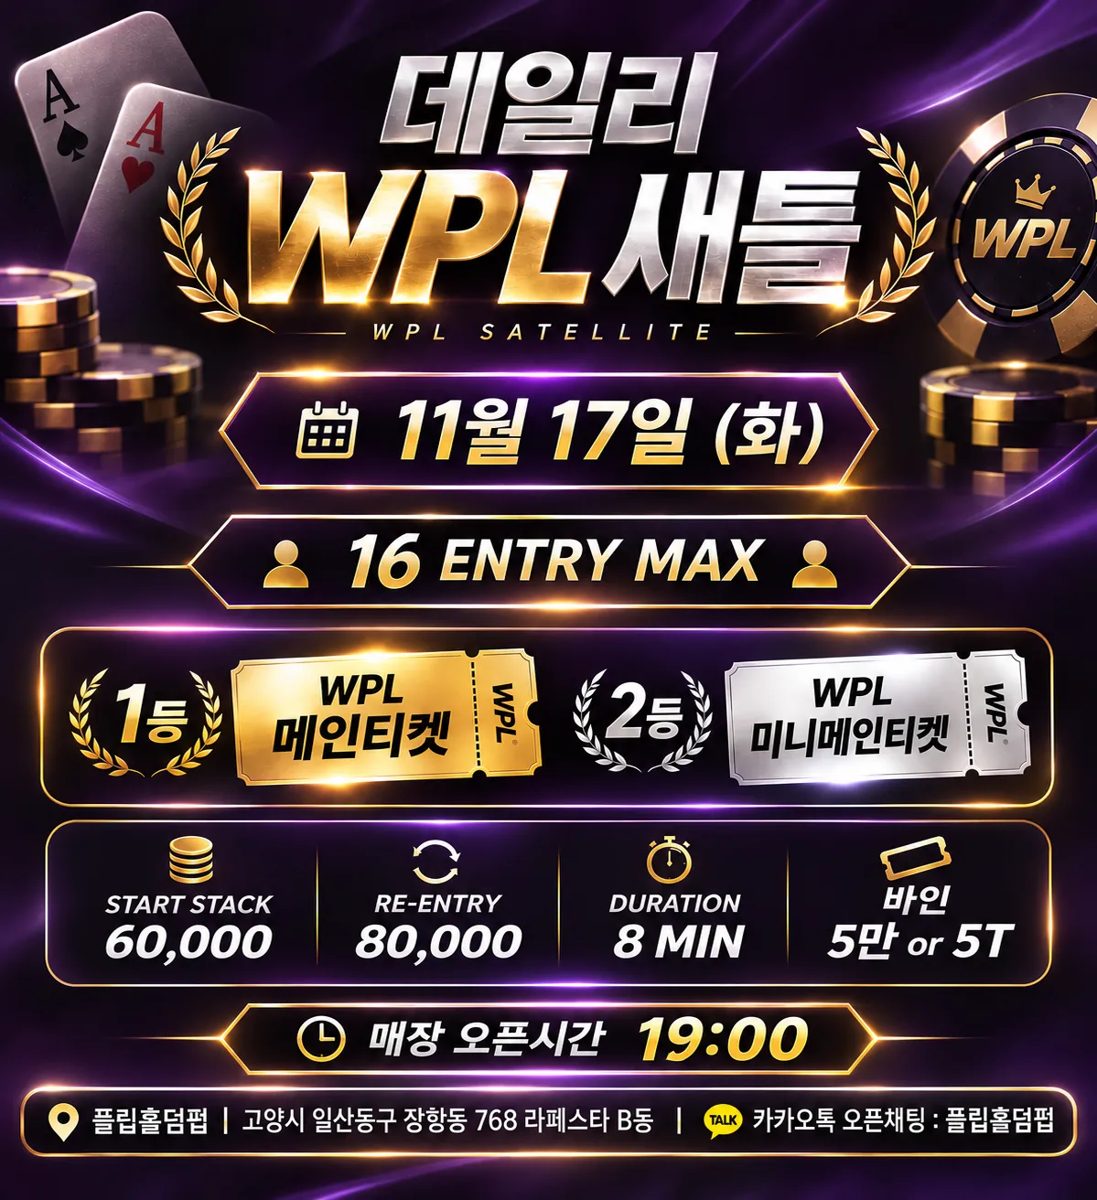 A
A
데일리
WPL 새틀
WPL SATELLITE
WPL
11월 17일 (화)
16 ENTRY MAX
1등
WPL
메인티켓
WPL
2등
WPL
미니메인티켓
WPL
START STACK
60,000
RE-ENTRY
80,000
DURATION
8 MIN
바인
5만 or 5T
매장 오픈시간 19:00
플립홀덤펍 | 고양시 일산동구 장항동 768 라페스타 B동 | TALK 카카오톡 오픈채팅 : 플립홀덤펍